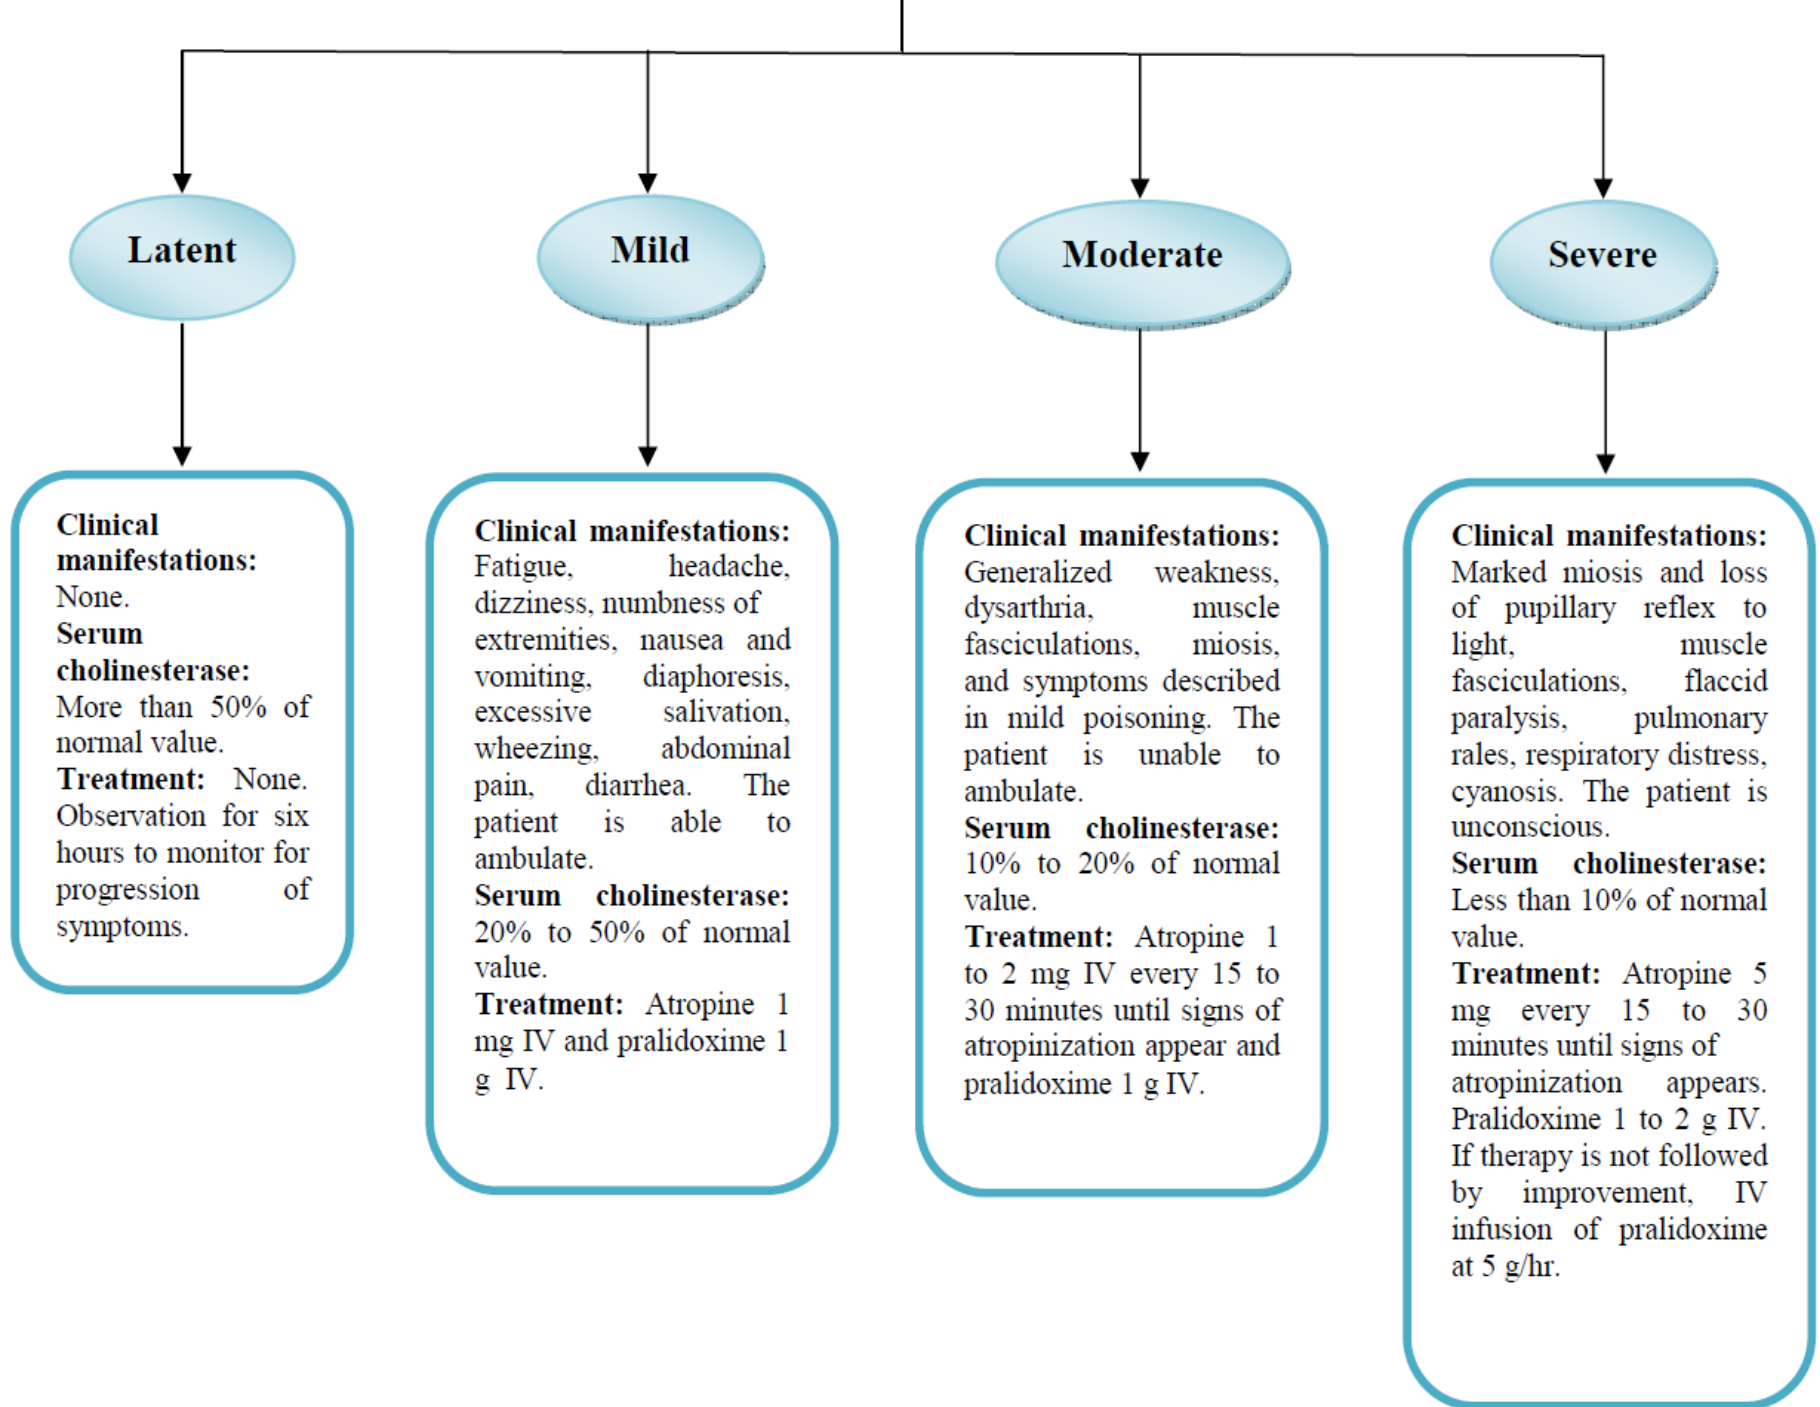 Latent
Mild
Moderate
Severe
Clinical
manifestations:
None.
Serum
cholinesterase:
More than 50% of
normal value.
Treatment: None.
Observation for six
hours to monitor for
progression of
symptoms.
Clinical manifestations:
Fatigue, headache,
dizziness, numbness of
extremities, nausea and
vomiting, diaphoresis,
excessive salivation,
wheezing, abdominal
pain, diarrhea. The
patient is able to
ambulate.
Serum cholinesterase:
20% to 50% of normal
value.
Treatment: Atropine 1
mg IV and pralidoxime 1
g IV.
Clinical manifestations:
Generalized weakness,
dysarthria, muscle
fasciculations, miosis,
and symptoms described
in mild poisoning. The
patient is unable to
ambulate.
Serum cholinesterase:
10% to 20% of normal
value.
Treatment: Atropine 1
to 2 mg IV every 15 to
30 minutes until signs of
atropinization appear and
pralidoxime 1 g IV.
Clinical manifestations:
Marked miosis and loss
of pupillary reflex to
light, muscle
fasciculations, flaccid
paralysis, pulmonary
rales, respiratory distress,
cyanosis. The patient is
unconscious.
Serum cholinesterase:
Less than 10% of normal
value.
Treatment: Atropine 5
mg every 15 to 30
minutes until signs of
atropinization appears.
Pralidoxime 1 to 2 g IV.
If therapy is not followed
by improvement, IV
infusion of pralidoxime
at 5 g/hr.